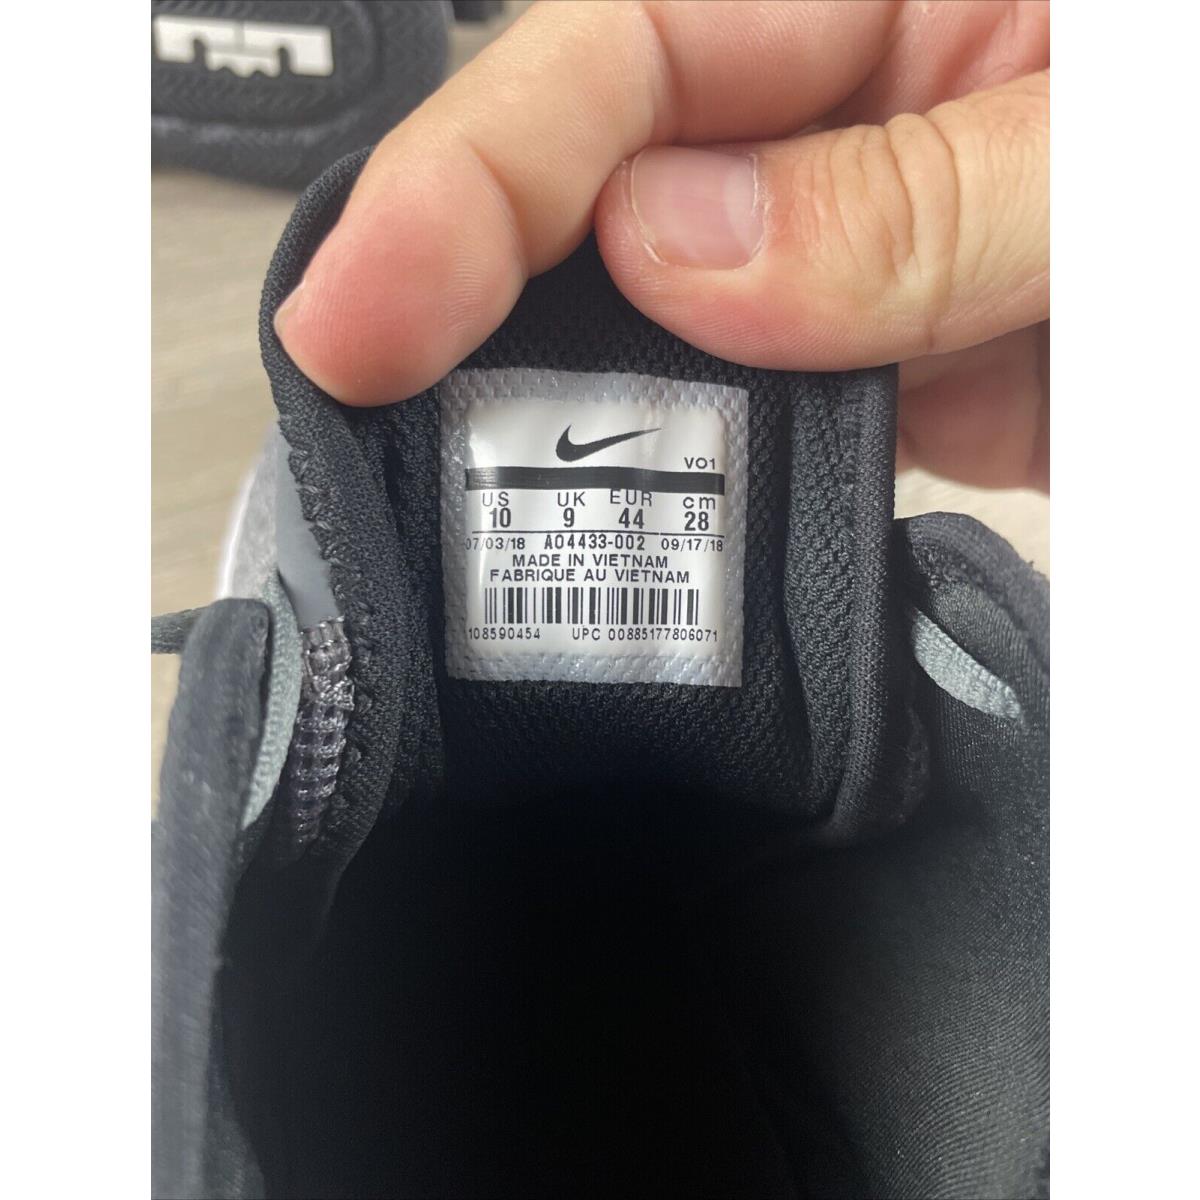 VO1
US UK EUR cm
10 9 44 28
07/03/18 AO4433-002 09/17/18
MADE IN VIETNAM
FABRIQUE AU VIETNAM
108590454 UPC 00885177806071